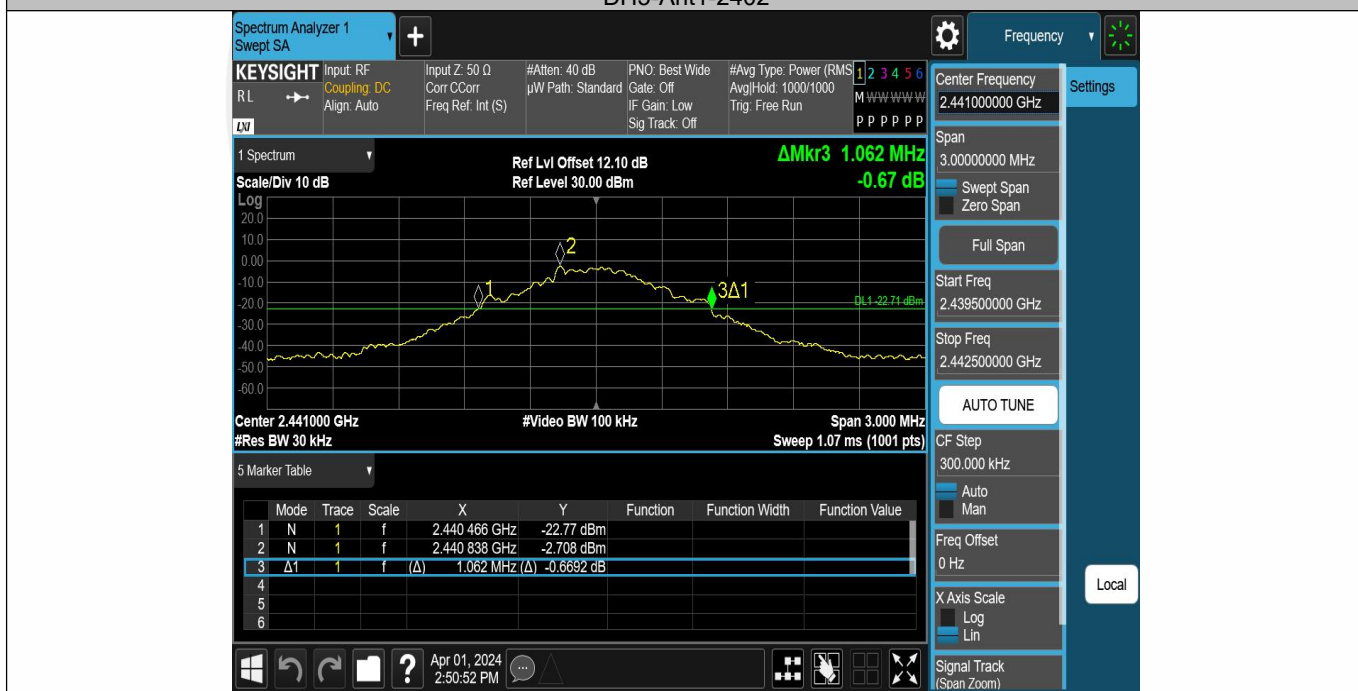 DH5-Ant1-2402
Spectrum Analyzer 1
Swept SA
+
Frequency
KEYSIGHT
RL
LXI
Input: RF
Coupling: DC
Align: Auto
Input Z: 50 Ω
Corr CCorr
Freq Ref: Int (S)
#Atten: 40 dB
µW Path: Standard
PNO: Best Wide
Gate: Off
IF Gain: Low
Sig Track: Off
#Avg Type: Power (RMS
Avg|Hold: 1000/1000
Trig: Free Run
1 2 3 4 5 6
M W W W W W
P P P P P P
1 Spectrum
Scale/Div 10 dB
Ref Lvl Offset 12.10 dB
Ref Level 30.00 dBm
ΔMkr3 1.062 MHz
-0.67 dB
Log
20.0
10.0
0.00
-10.0
-20.0
-30.0
-40.0
-50.0
-60.0
1
2
3Δ1
DL1 -22.71 dBm
Center 2.441000 GHz
#Video BW 100 kHz
Span 3.000 MHz
#Res BW 30 kHz
Sweep 1.07 ms (1001 pts)
5 Marker Table
Mode Trace Scale X Y Function Function Width Function Value
1 N 1 f 2.440 466 GHz -22.77 dBm
2 N 1 f 2.440 838 GHz -2.708 dBm
3 Δ1 1 f (Δ) 1.062 MHz (Δ) -0.6692 dB
4
5
6
?
Apr 01, 2024
2:50:52 PM
Center Frequency
2.441000000 GHz
Settings
Span
3.00000000 MHz
Swept Span
Zero Span
Full Span
Start Freq
2.439500000 GHz
Stop Freq
2.442500000 GHz
AUTO TUNE
CF Step
300.000 kHz
Auto
Man
Freq Offset
0 Hz
Local
X Axis Scale
Log
Lin
Signal Track
(Span Zoom)